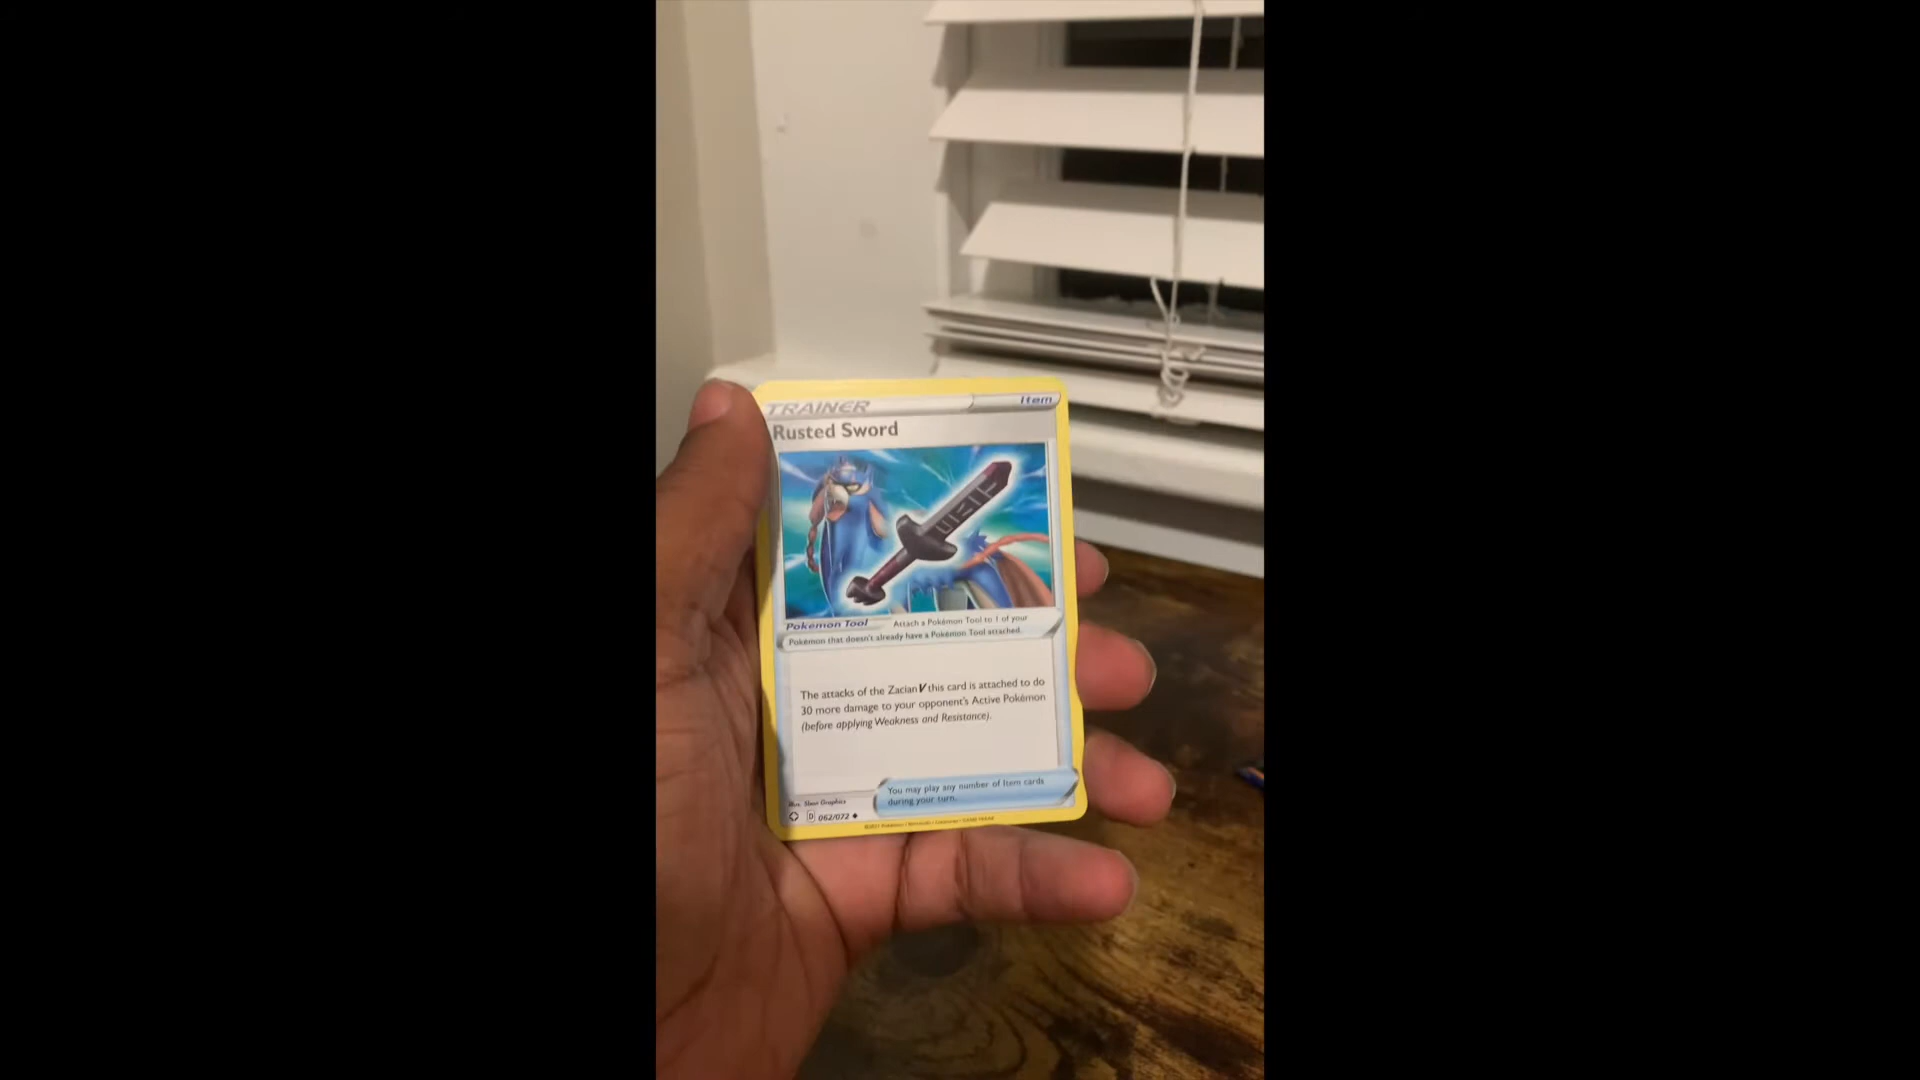 TRAINER
Item
Rusted Sword
Pokémon Tool
Attach a Pokémon Tool to 1 of your
Pokémon that doesn't already have a Pokémon Tool attached.
The attacks of the Zacian V this card is attached to do
30 more damage to your opponent's Active Pokémon
(before applying Weakness and Resistance).
You may play any number of Item cards
during your turn.
Illus. Studio Graphics
D 062/072